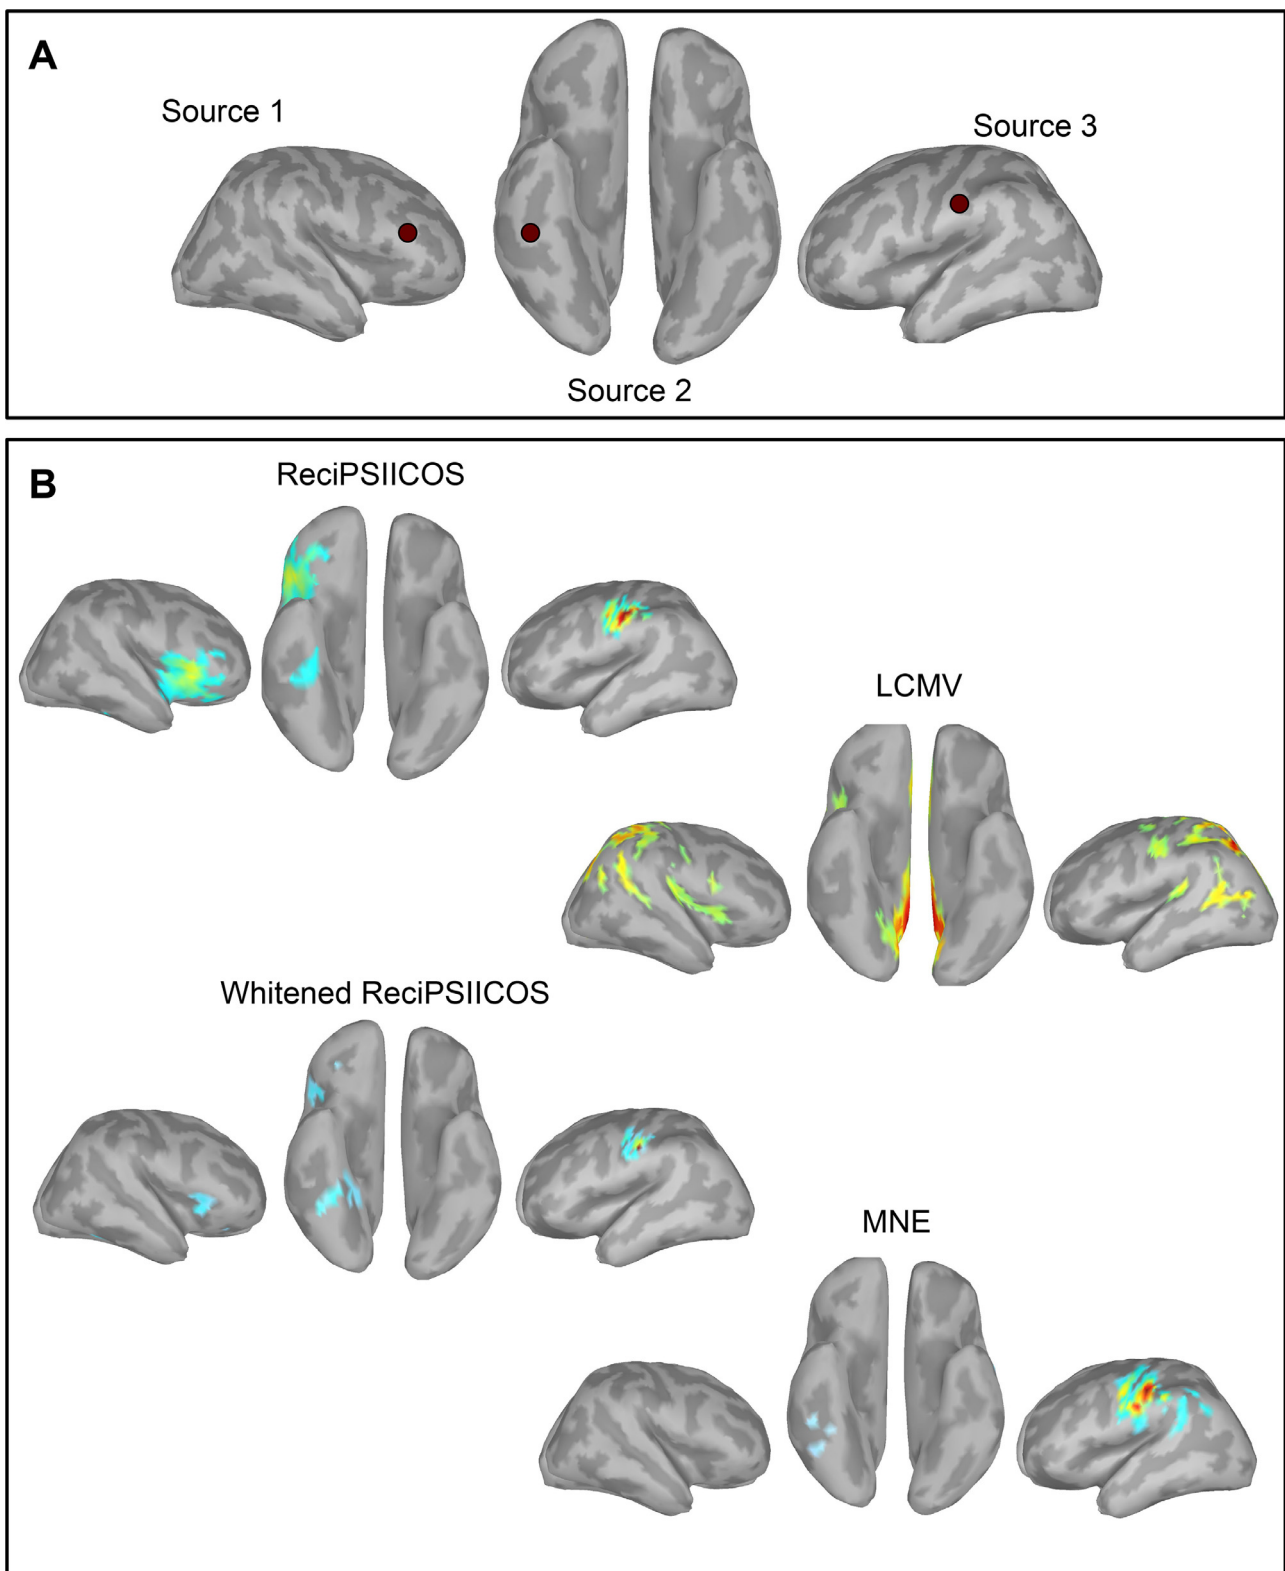 A
Source 1
Source 3
Source 2
B
ReciPSIICOS
LCMV
Whitened ReciPSIICOS
MNE